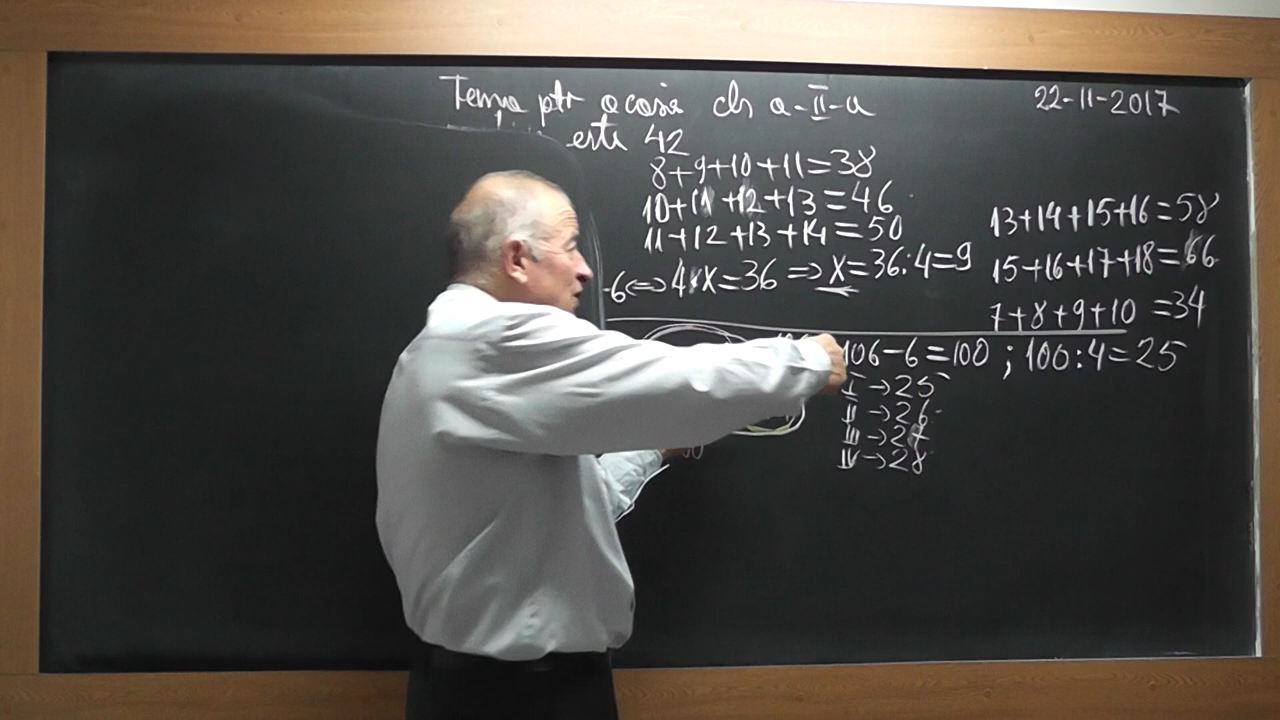 Tema ptr acasă cls a-II-a
22-11-2017
este 42
8+9+10+11=38
10+11+12+13=46
11+12+13+14=50
-6<=>4·x=36=>x=36:4=9
13+14+15+16=58
15+16+17+18=66
7+8+9+10=34
106-6=100 ; 100:4=25
I→25
II→26
III→27
IV→28